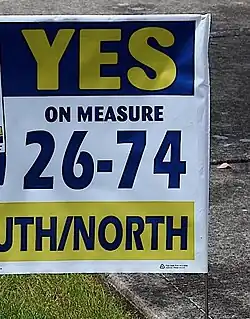 YES
ON MEASURE
26-74
UTH/NORTH